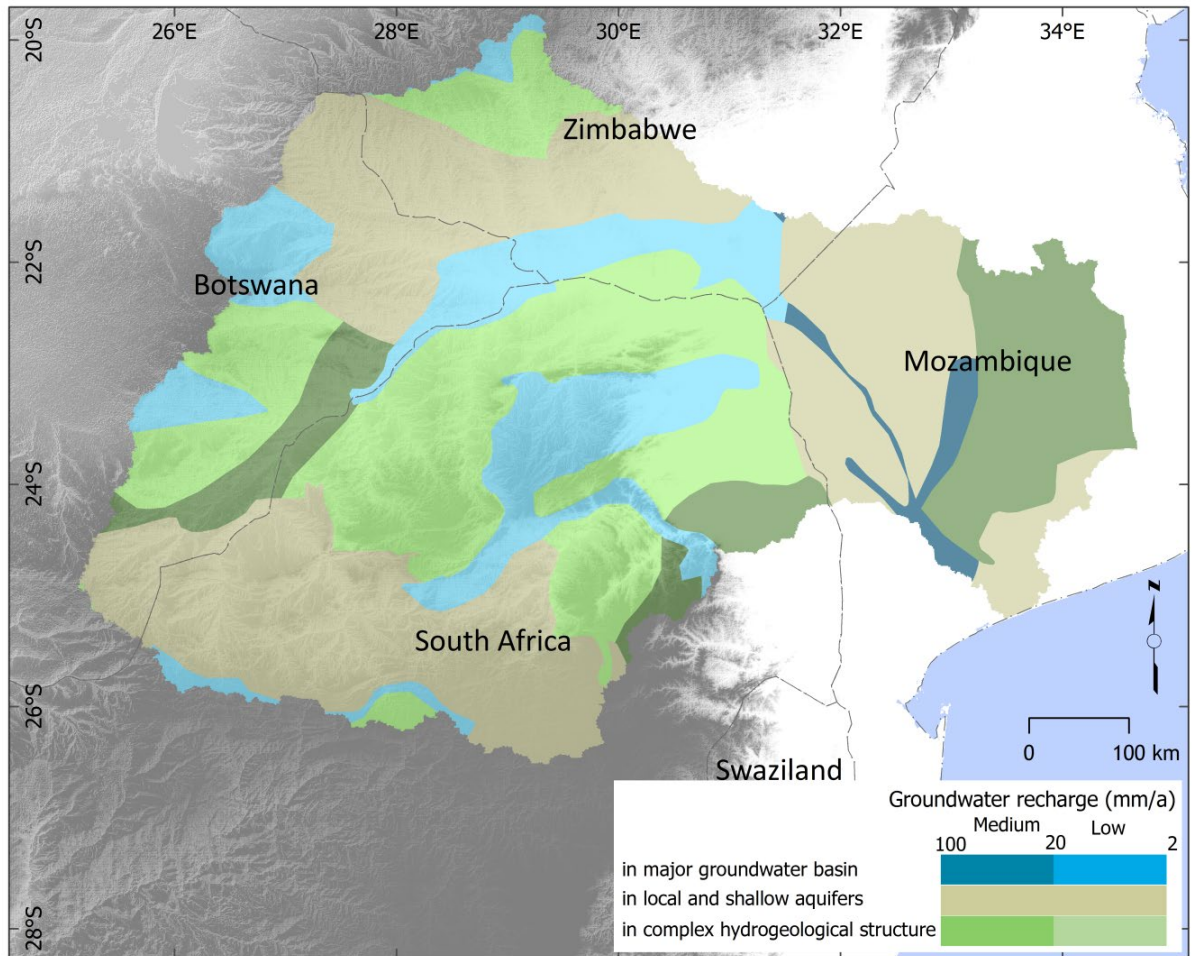 26°E 28°E 30°E 32°E 34°E
20°S
Zimbabwe
22°S
Botswana
Mozambique
24°S
South Africa
26°S
N
0 100 km
Swaziland
28°S
Groundwater recharge (mm/a)
Medium Low
100 20 2
in major groundwater basin
in local and shallow aquifers
in complex hydrogeological structure